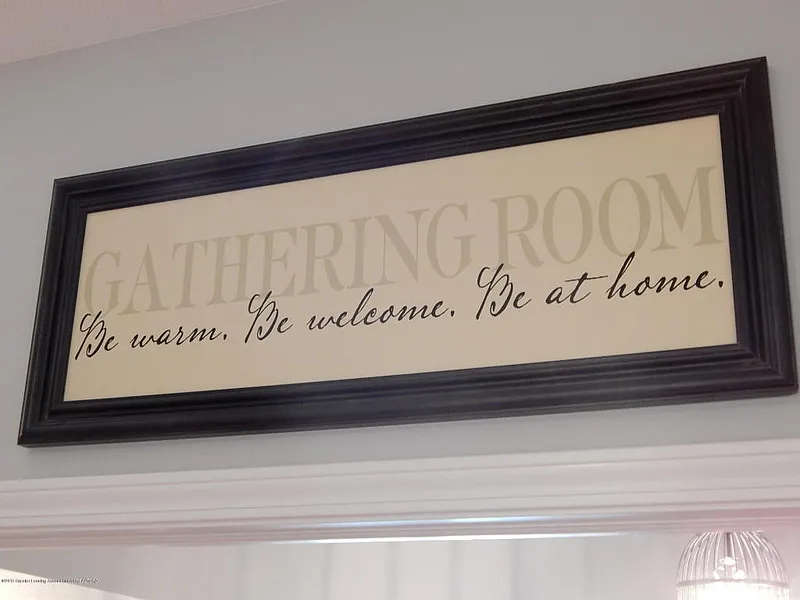 GATHERING ROOM
Be warm. Be welcome. Be at home.